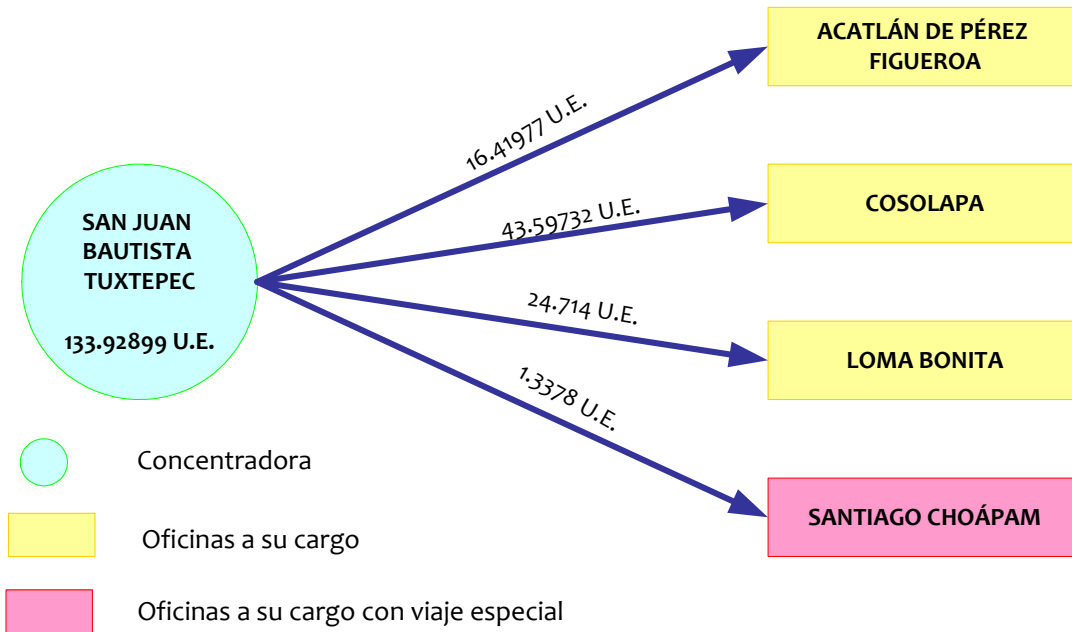 ACATLÁN DE PÉREZ
FIGUEROA
16.41977 U.E.
COSOLAPA
43.59732 U.E.
SAN JUAN
BAUTISTA
TUXTEPEC
133.92899 U.E.
24.714 U.E.
LOMA BONITA
1.3378 U.E.
SANTIAGO CHOÁPAM
Concentradora
Oficinas a su cargo
Oficinas a su cargo con viaje especial